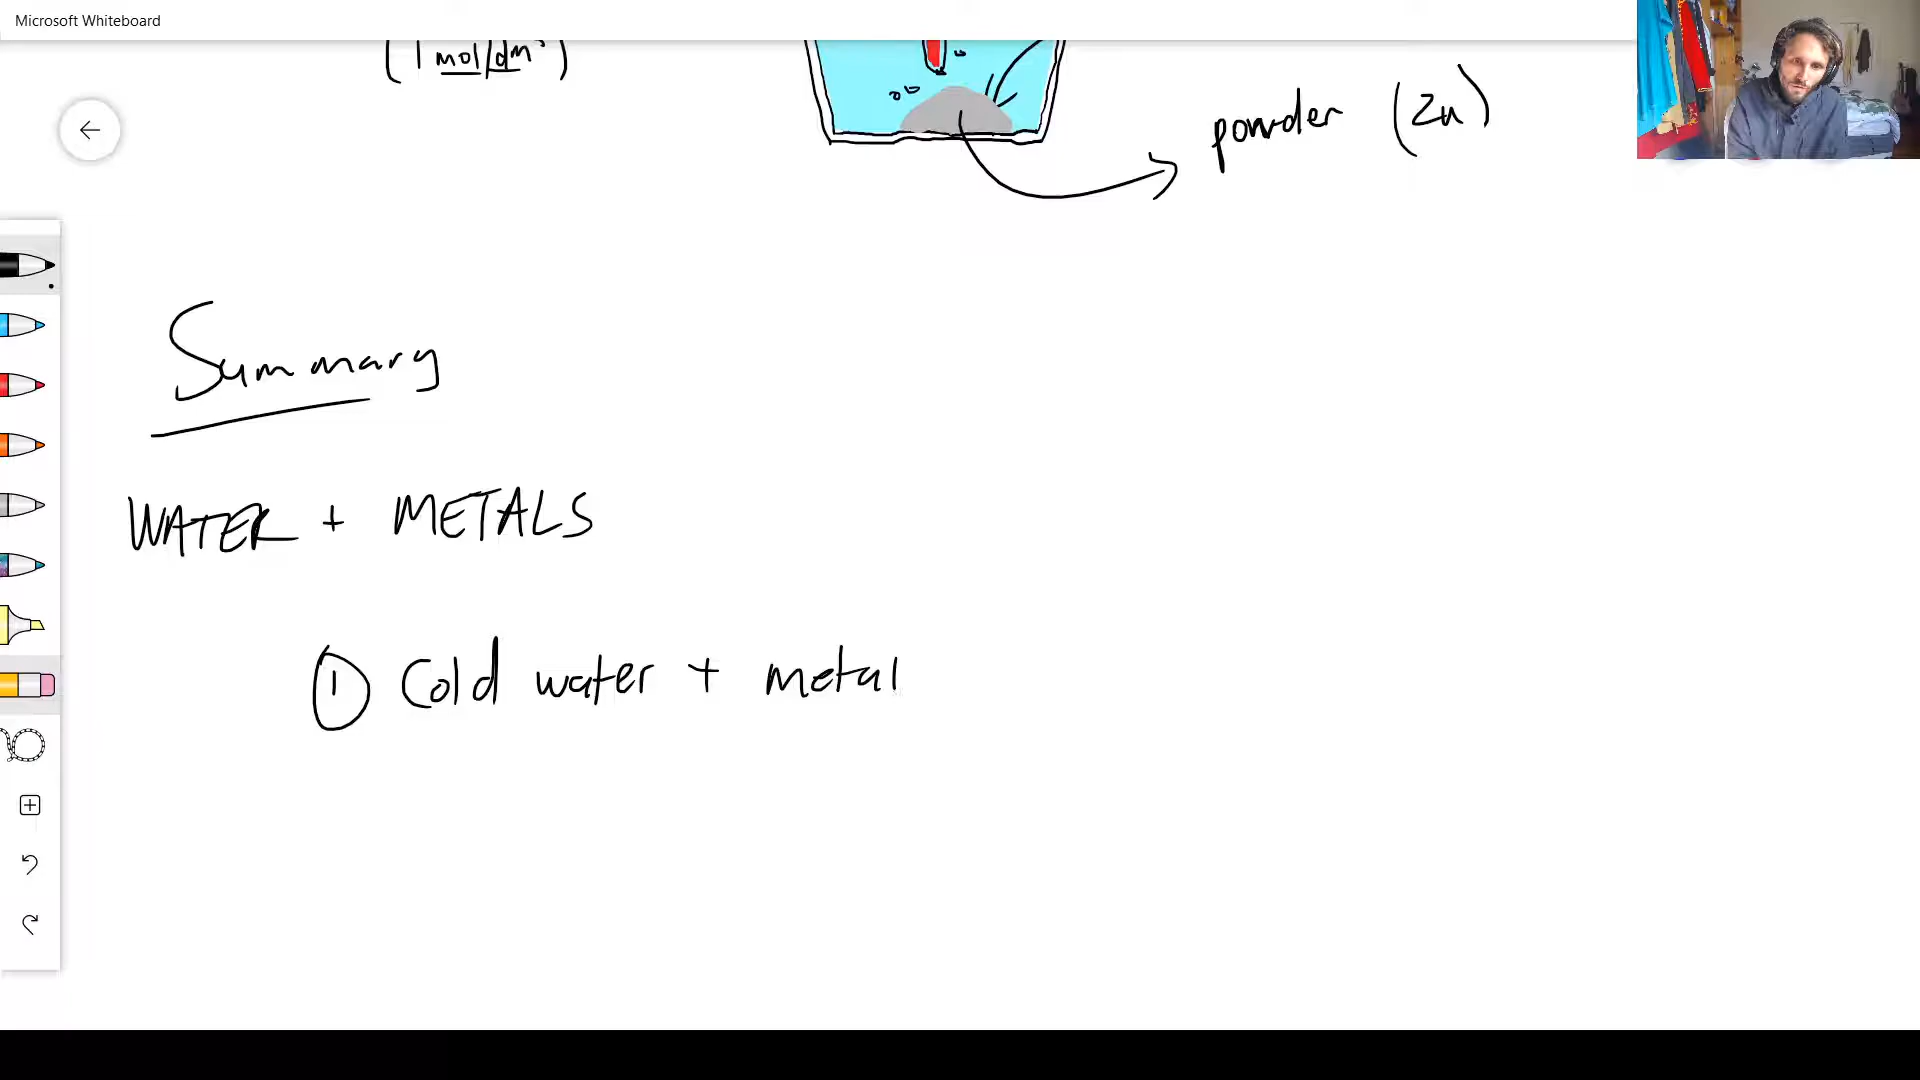 Microsoft Whiteboard
(1 mol/dm³)
powder (Zn)
Summary
WATER + METALS
① Cold water + metal